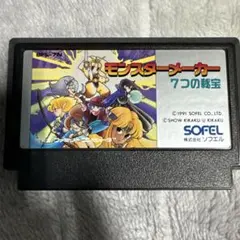 モンスターメーカー
7つの秘宝
©1991 SOFEL CO., LTD.
©SHOW KIKAKU/U KIKAKU
SOFEL
株式会社 ソフエル